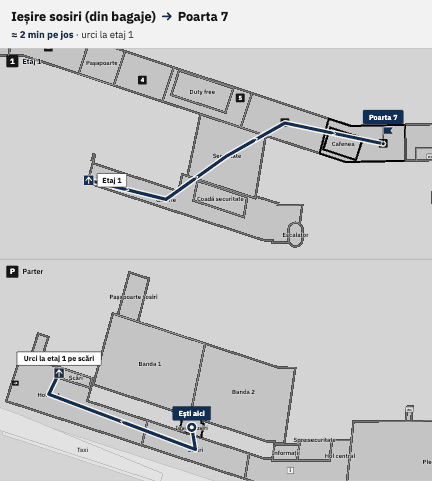 Ieșire sosiri (din bagaje) → Poarta 7
≈ 2 min pe jos · urci la etaj 1
1 Etaj 1
Pașapoarte
4
Duty free
5
Poarta 7
Cafenea
Etaj 1
Coadă securitate
Escalator
P Parter
Pașapoarte sosiri
Banda 1
Urci la etaj 1 pe scări
Scări
Banda 2
Ești aici
Taxi
Informații
Spre securitate
Hol central